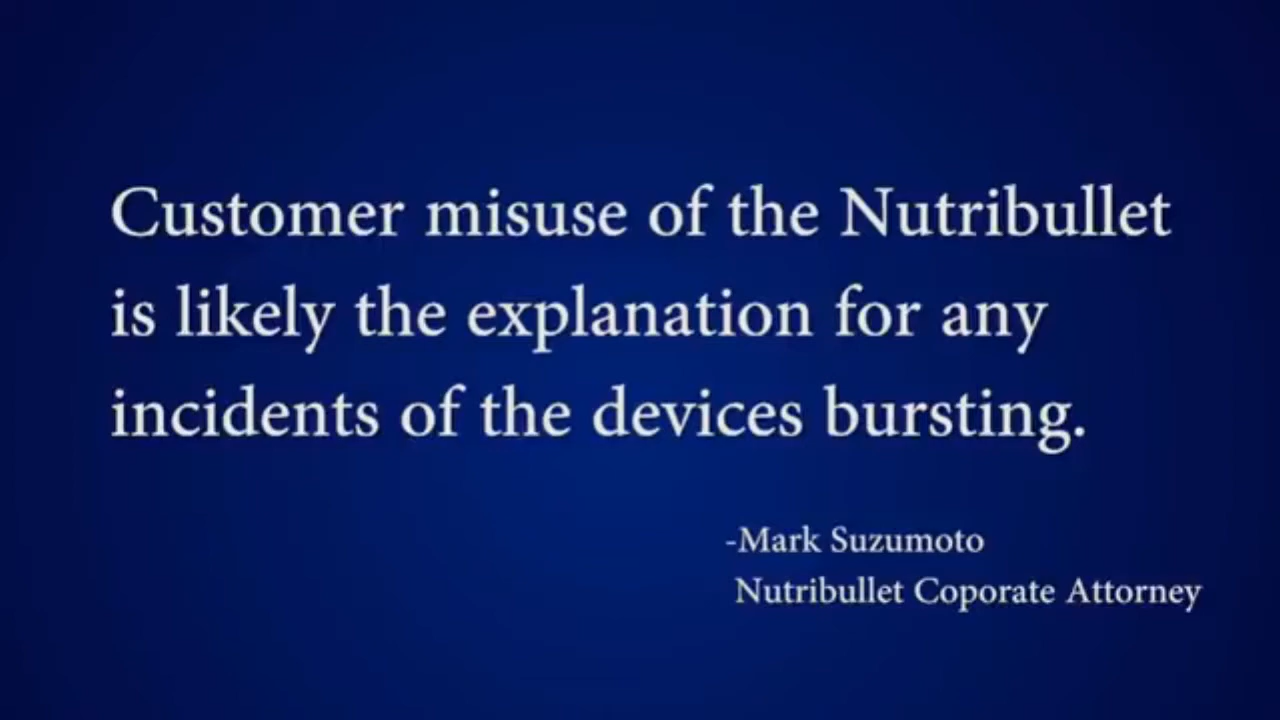 Customer misuse of the Nutribullet
is likely the explanation for any
incidents of the devices bursting.
-Mark Suzumoto
Nutribullet Coporate Attorney